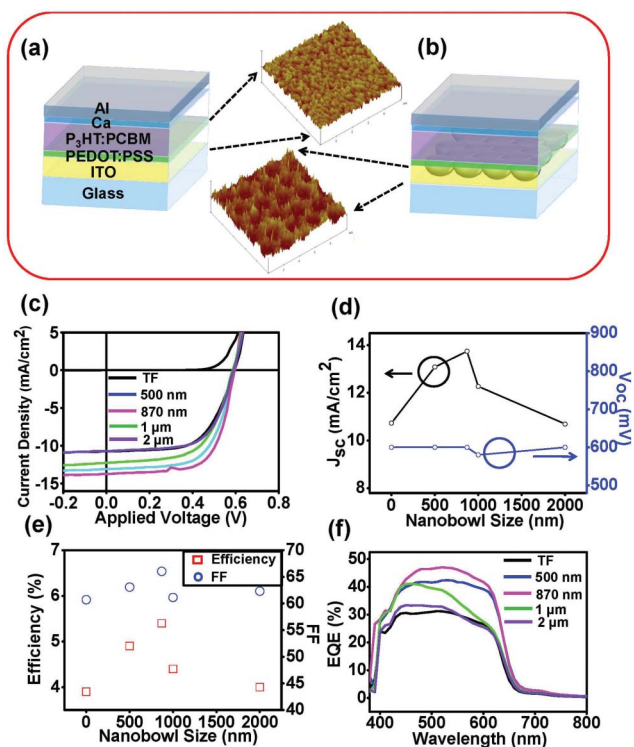 (a)
(b)
Al
Ca
P3HT:PCBM
PEDOT:PSS
ITO
Glass
(c)
Current Density (mA/cm²)
5
0
-5
-10
-15
TF
500 nm
870 nm
1 µm
2 µm
-0.2 0.0 0.2 0.4 0.6 0.8
Applied Voltage (V)
(d)
JSC (mA/cm²)
14
12
10
8
900
800
700
600
500
VOC (mV)
0 500 1000 1500 2000
Nanobowl Size (nm)
(e)
Efficiency (%)
7
6
5
4
Efficiency
FF
70
65
60
55
50
45
40
FF
0 500 1000 1500 2000
Nanobowl Size (nm)
(f)
EQE (%)
50
40
30
20
10
0
TF
500 nm
870 nm
1 µm
2 µm
400 500 600 700 800
Wavelength (nm)